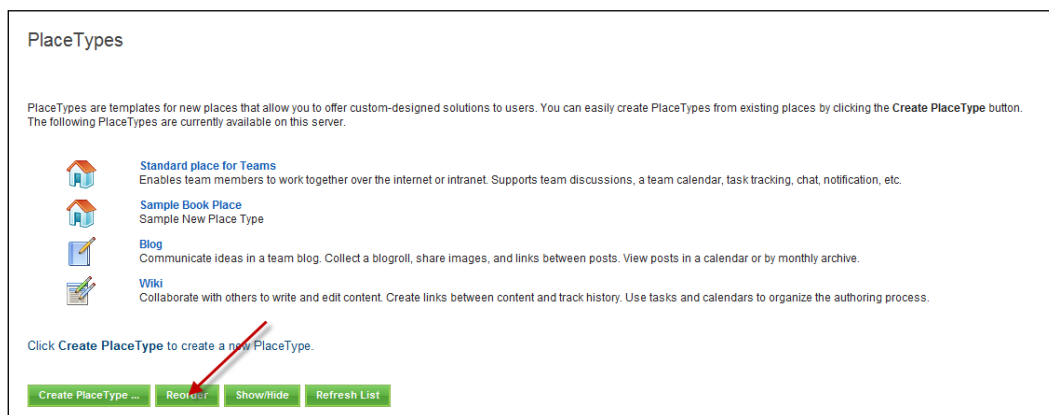 PlaceTypes
PlaceTypes are templates for new places that allow you to offer custom-designed solutions to users. You can easily create PlaceTypes from existing places by clicking the Create PlaceType button.
The following PlaceTypes are currently available on this server.
Standard place for Teams
Enables team members to work together over the internet or intranet. Supports team discussions, a team calendar, task tracking, chat, notification, etc.
Sample Book Place
Sample New Place Type
Blog
Communicate ideas in a team blog. Collect a blogroll, share images, and links between posts. View posts in a calendar or by monthly archive.
Wiki
Collaborate with others to write and edit content. Create links between content and track history. Use tasks and calendars to organize the authoring process.
Click Create PlaceType to create a new PlaceType.
Create PlaceType ... Reorder Show/Hide Refresh List